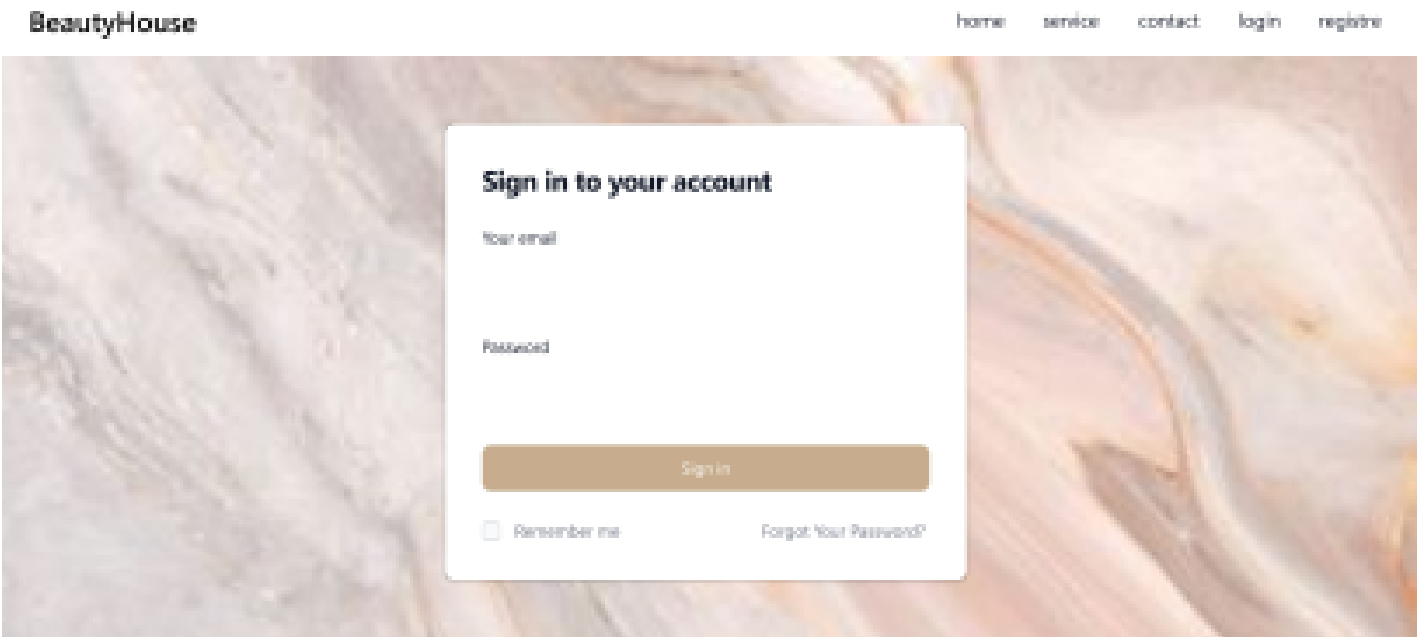 BeautyHouse
home service contact login registre
Sign in to your account
Your email
Password
Sign in
Remember me Forgot Your Password?